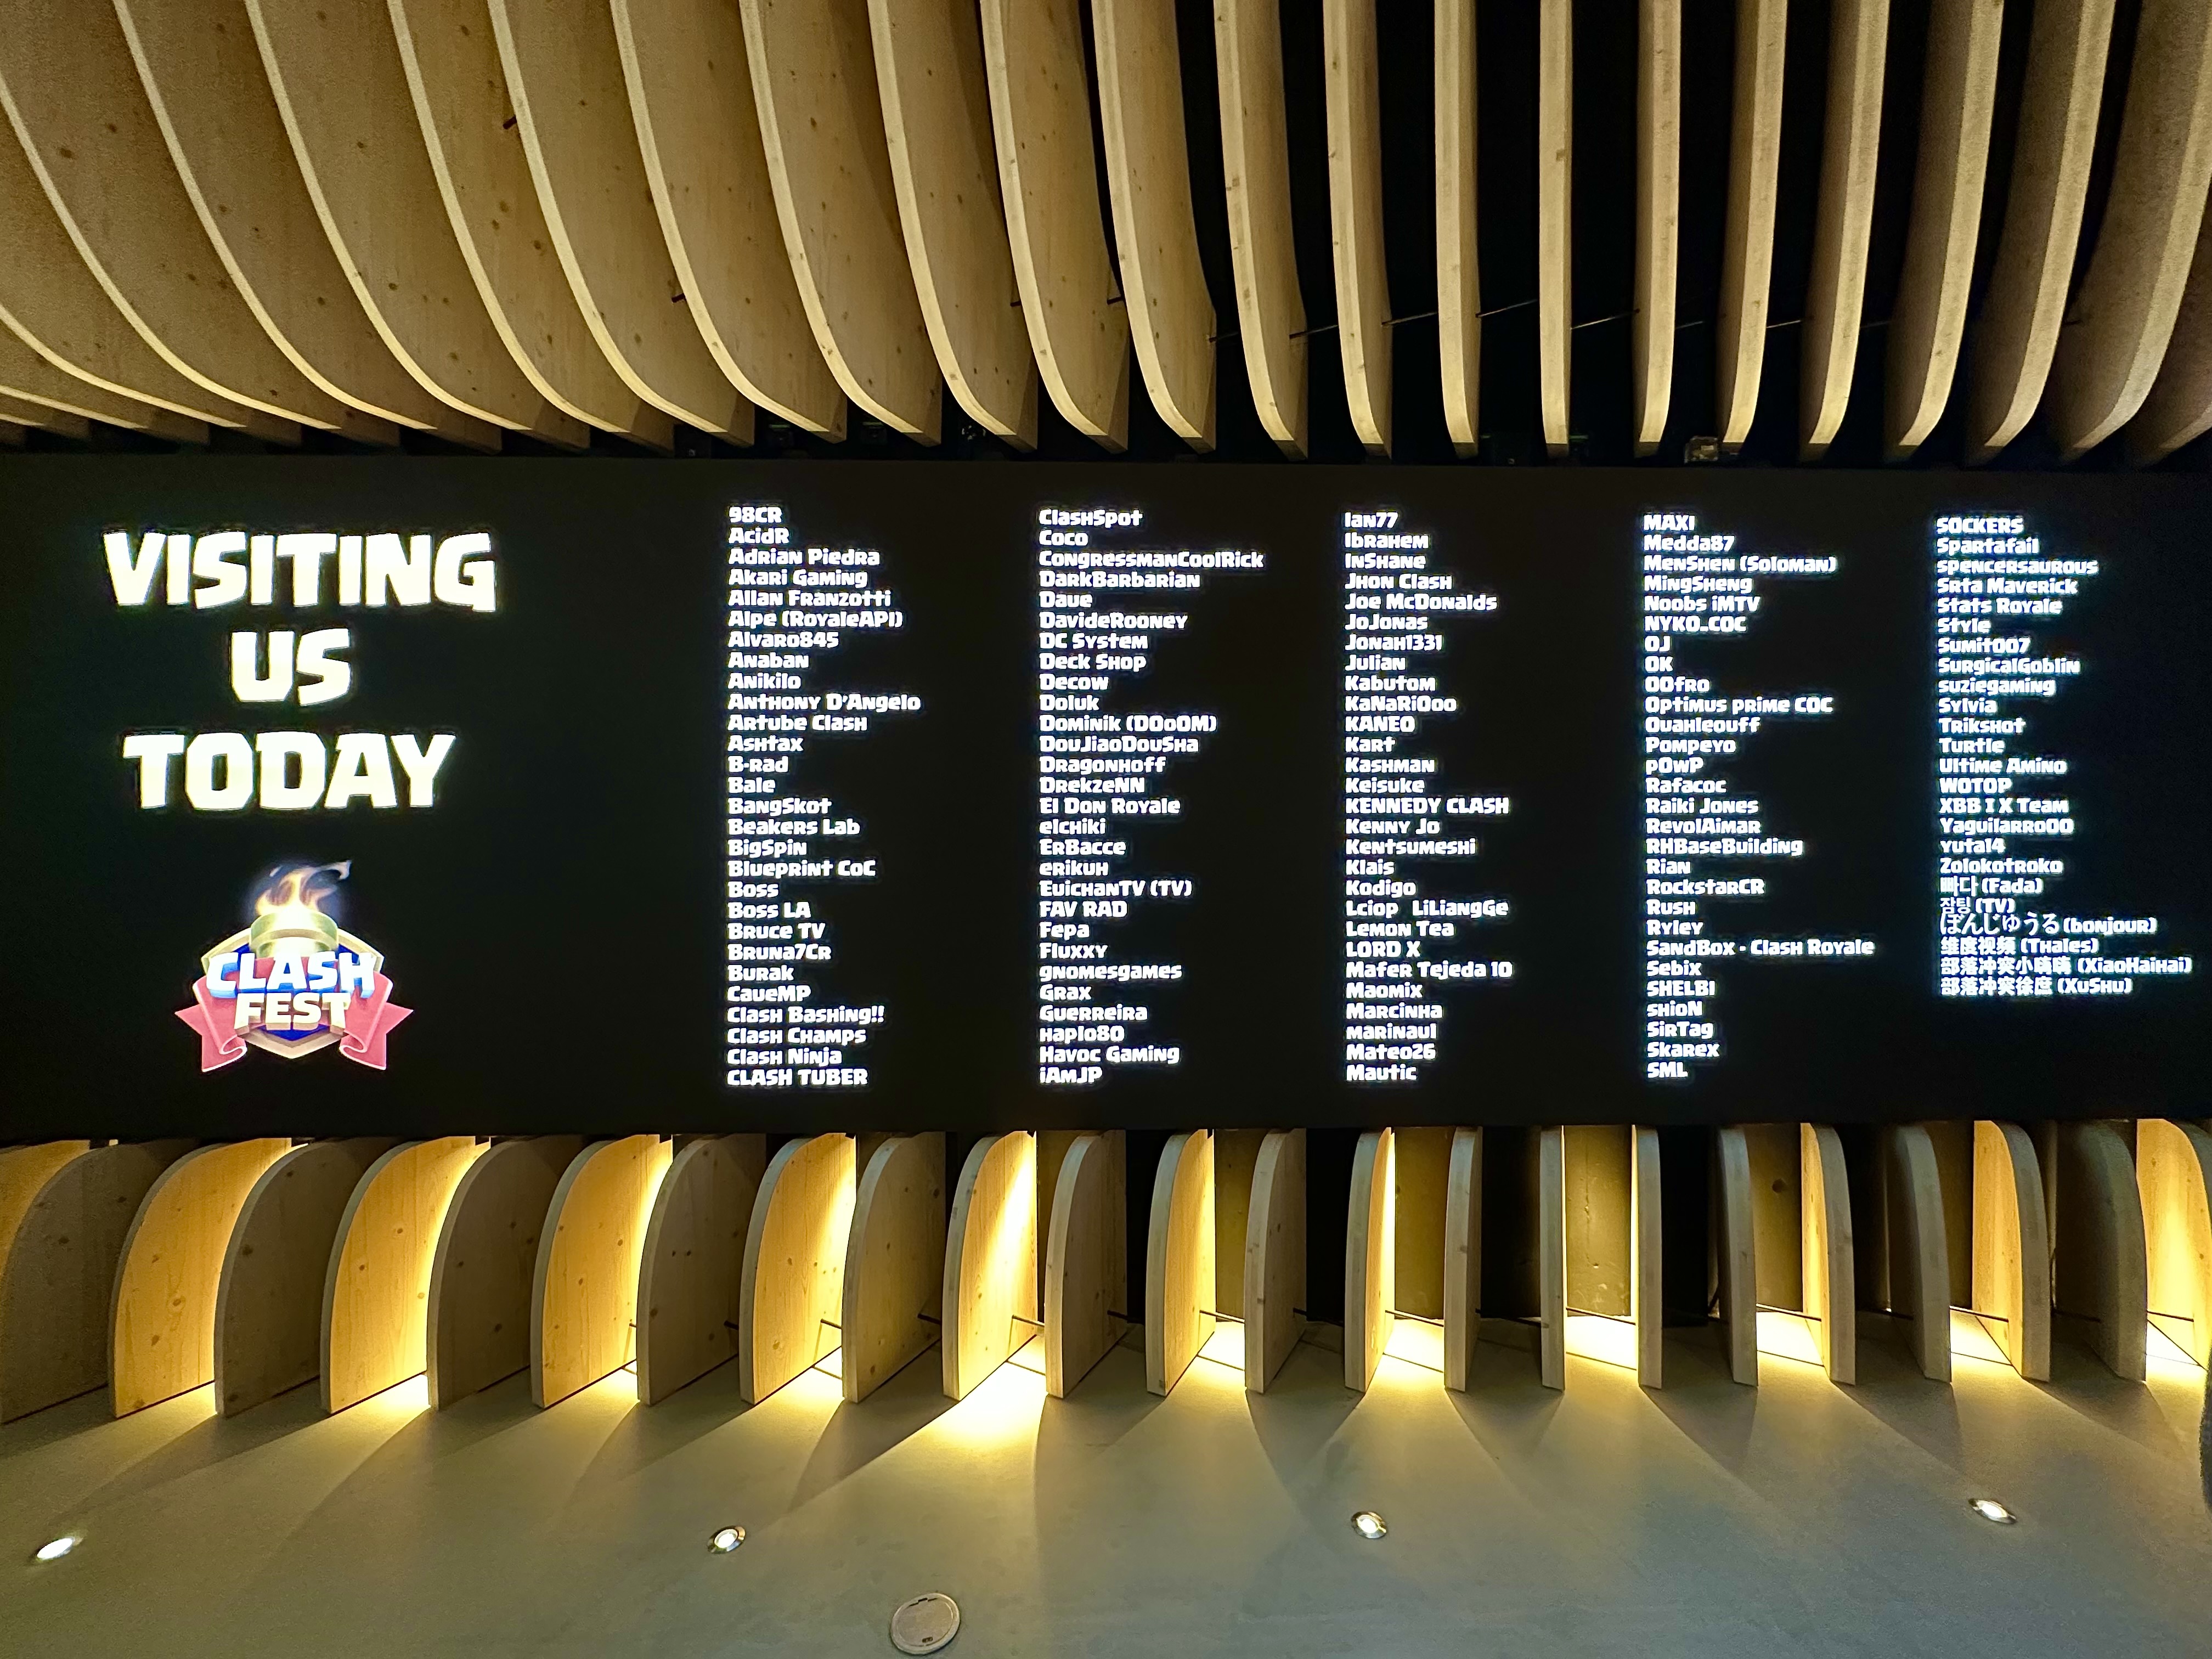 VISITING
US
TODAY
CLASH
FEST
98CR
AcidR
Adrian Piedra
Akari Gaming
Allan Franzotti
Alpe (RoyaleAPI)
Alvaro845
Anaban
Anikilo
Anthony D'Angelo
Artube Clash
Ashtax
B-rad
Bale
BangSkot
Beakers Lab
BigSpin
Blueprint CoC
Boss
Boss LA
Bruce TV
Bruna7Cr
Burak
CaueMP
Clash Bashing!!
Clash Champs
Clash Ninja
CLASH TUBER
ClashSpot
Coco
CongressmanCoolRick
DarkBarbarian
Dave
DavideRooney
DC System
Deck Shop
Decow
Doluk
Dominik (DOoOM)
DouJiaoDouSha
Dragonhoff
DrekzeNN
El Don Royale
elchiki
ErBacce
erikuh
EuichanTV (TV)
FAV RAD
Fepa
Fluxxy
gnomesgames
Grax
Guerreira
haplo80
Havoc Gaming
iAmJP
Ian77
Ibrahem
InShane
Jhon Clash
Joe McDonalds
JoJonas
Jonah1331
Julian
Kabutom
KaNaRiOoo
KANEO
Kart
Kashman
Keisuke
KENNEDY CLASH
Kenny Jo
Kentsumeshi
Klais
Kodigo
Lciop LiLiangGe
Lemon Tea
LORD X
Mafer Tejeda 10
Maomix
Marcinha
marinau1
Mateo26
Mautic
MAXI
Medda87
MenShen (Soloman)
MingSheng
Noobs iMTV
NYKO_COC
OJ
OK
OOfro
Optimus prime COC
Ouahleouff
Pompeyo
pOwP
Rafacoc
Raiki Jones
RevolAimar
RHBaseBuilding
Rian
RockstarCR
Rush
Ryley
SandBox - Clash Royale
Sebix
SHELBI
shioN
SirTag
Skarex
SML
SOCKERS
Spartafail
spencersaurous
Srta Maverick
Stats Royale
Style
Sumit007
SurgicalGoblin
suziegaming
Sylvia
Trikshot
Turtle
Ultime Amino
WOTOP
XBB I X Team
Yaguilarro00
yuta14
Zolokotroko
빠다 (Fada)
잠팅 (TV)
ぼんじゅうる (bonjour)
维度视频 (Thales)
部落冲突小嗨嗨 (XiaoHaiHai)
部落冲突徐庶 (XuShu)